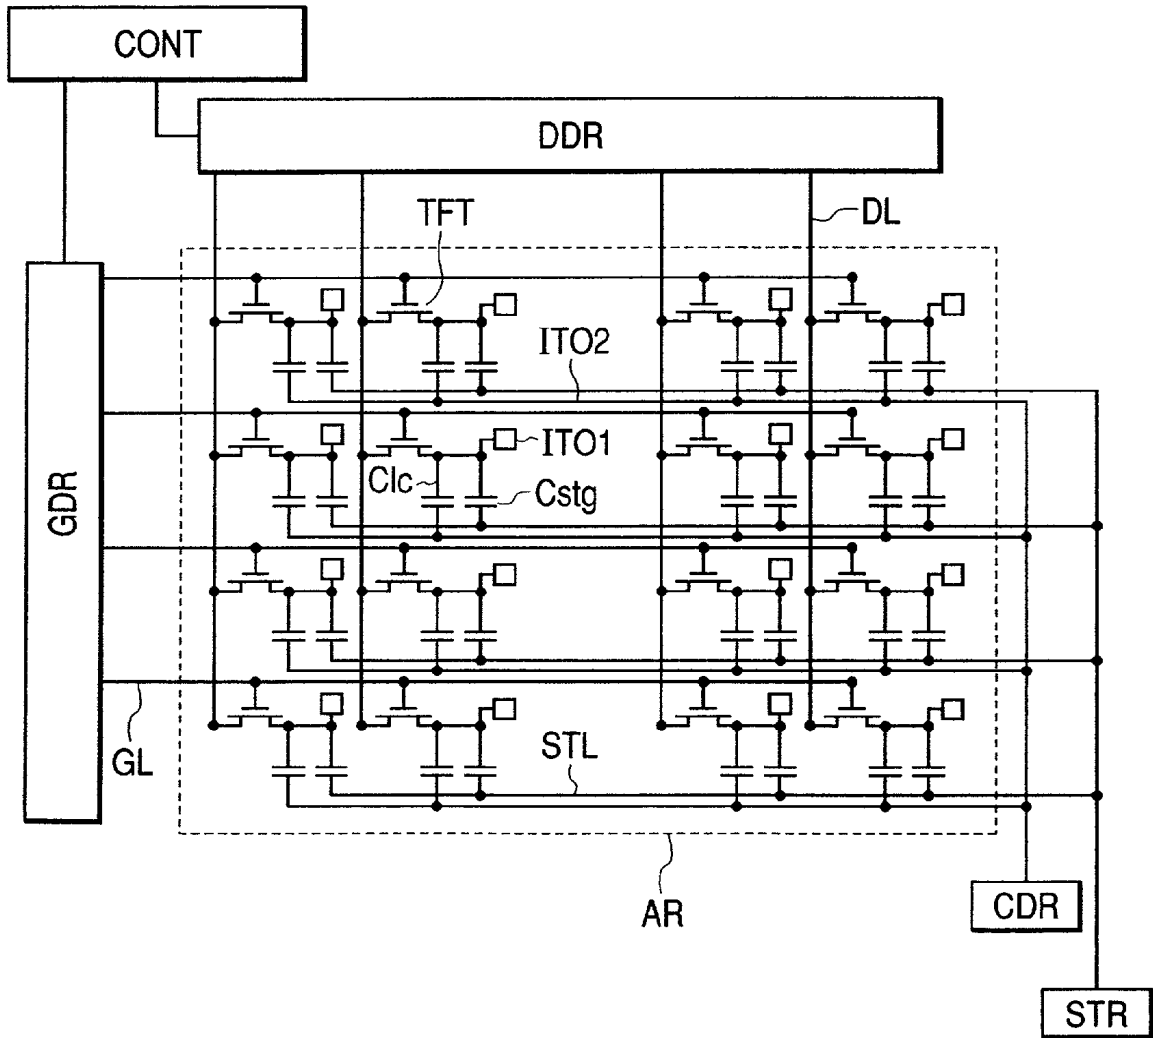 CONT
DDR
TFT
DL
ITO2
ITO1
Clc
Cstg
GDR
GL
STL
AR
CDR
STR